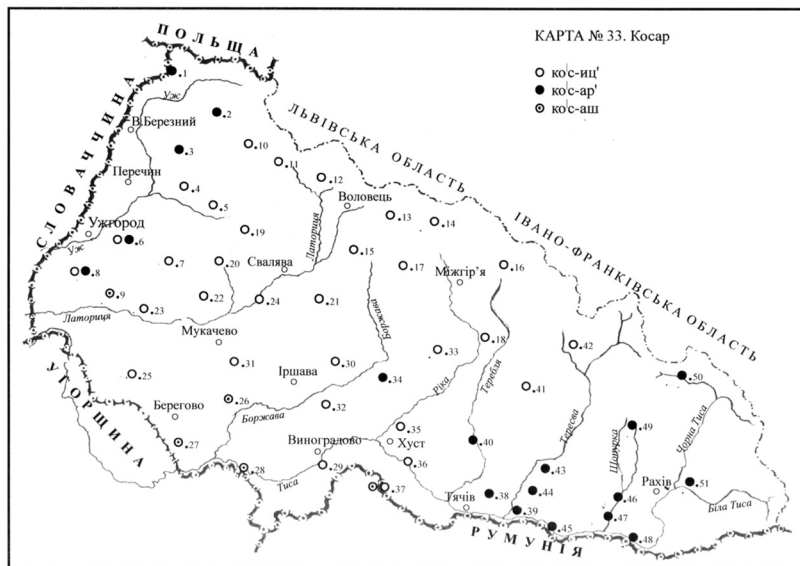 КАРТА № 33. Косар
ко|с-иц'
ко|с-ар'
ко|с-аш
ПОЛЬЩА
СЛОВАЧЧИНА
ЛЬВІВСЬКА ОБЛАСТЬ
ІВАНО-ФРАНКІВСЬКА ОБЛАСТЬ
УГОРЩИНА
РУМУНІЯ
.1
Уж
.2
В.Березний
.3
.10
.11
.12
Перечин
.4
.5
Воловець
.13
.14
Ужгород
.6
.19
Латориця
Уж
.8
.7
.20
Свалява
.15
.17
Міжгір'я
.16
.9
.23
.22
.24
.21
Боржава
Латориця
Мукачево
.18
.42
.33
.25
.31
.30
Іршава
.34
Ріка
Теребля
.41
.50
Берегово
.26
Боржава
.32
.35
Тересва
.49
Чорна Тиса
.27
Виноградово
Хуст
.40
Шапурка
.28
.29
.36
.43
Рахів
.51
Тиса
.37
Тячів
.38
.44
.46
Біла Тиса
.39
.47
.45
.48